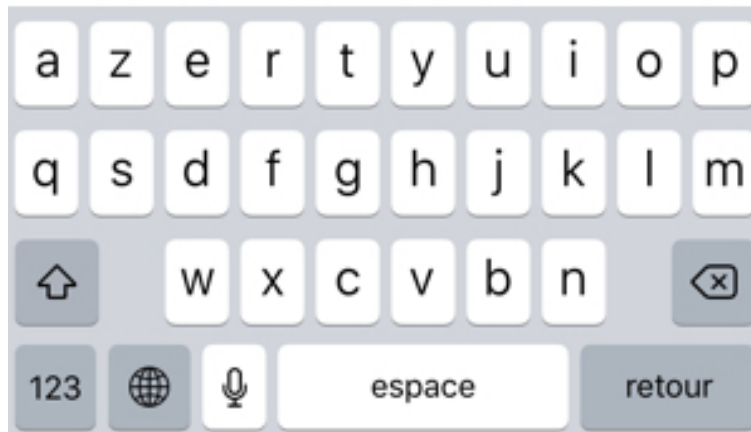 a z e r t y u i o p
q s d f g h j k l m
w x c v b n
123 espace retour